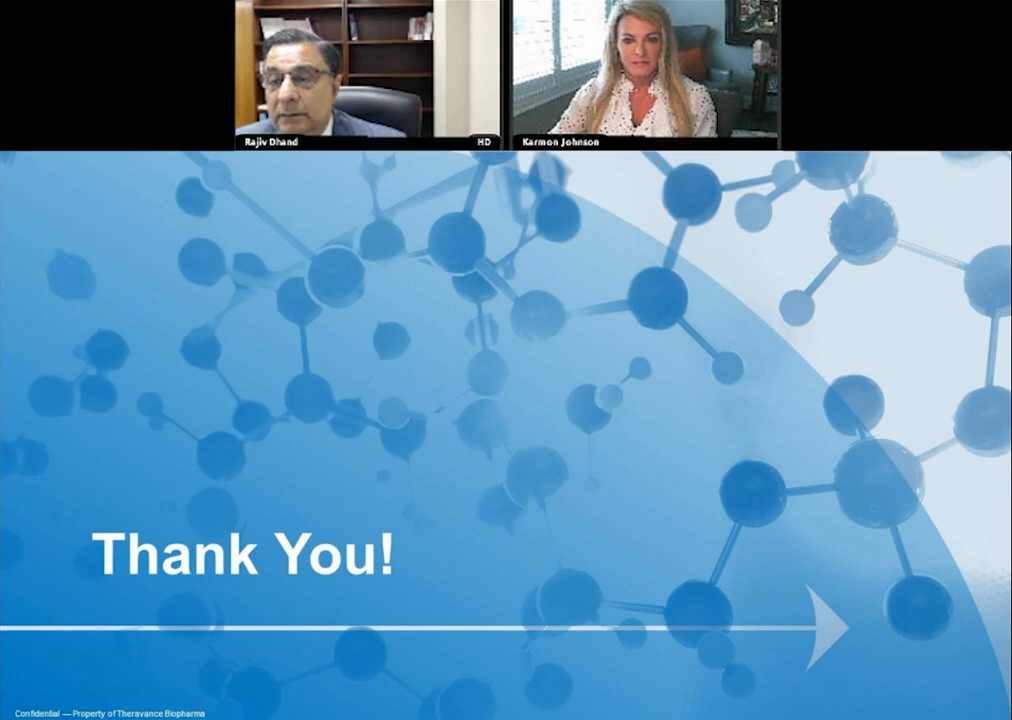 Rajiv Dhand
HD
Karmon Johnson
Thank You!
Confidential — Property of Theravance Biopharma